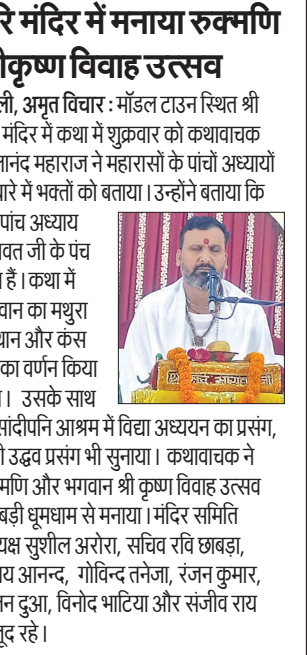 रि मंदिर में मनाया रुक्मणि
ीकृष्ण विवाह उत्सव
ली, अमृत विचार : मॉडल टाउन स्थित श्री
मंदिर में कथा में शुक्रवार को कथावाचक
ानंद महाराज ने महारासों के पांचों अध्यायों
ारे में भक्तों को बताया। उन्होंने बताया कि
पांच अध्याय
वत जी के पंच
हैं। कथा में
वान का मथुरा
थान और कंस
का वर्णन किया
। उसके साथ
सांदीपनि आश्रम में विद्या अध्ययन का प्रसंग,
ी उद्धव प्रसंग भी सुनाया। कथावाचक ने
मणि और भगवान श्री कृष्ण विवाह उत्सव
बड़ी धूमधाम से मनाया। मंदिर समिति
यक्ष सुशील अरोरा, सचिव रवि छाबड़ा,
य आनन्द, गोविन्द तनेजा, रंजन कुमार,
न दुआ, विनोद भाटिया और संजीव राय
ूद रहे।